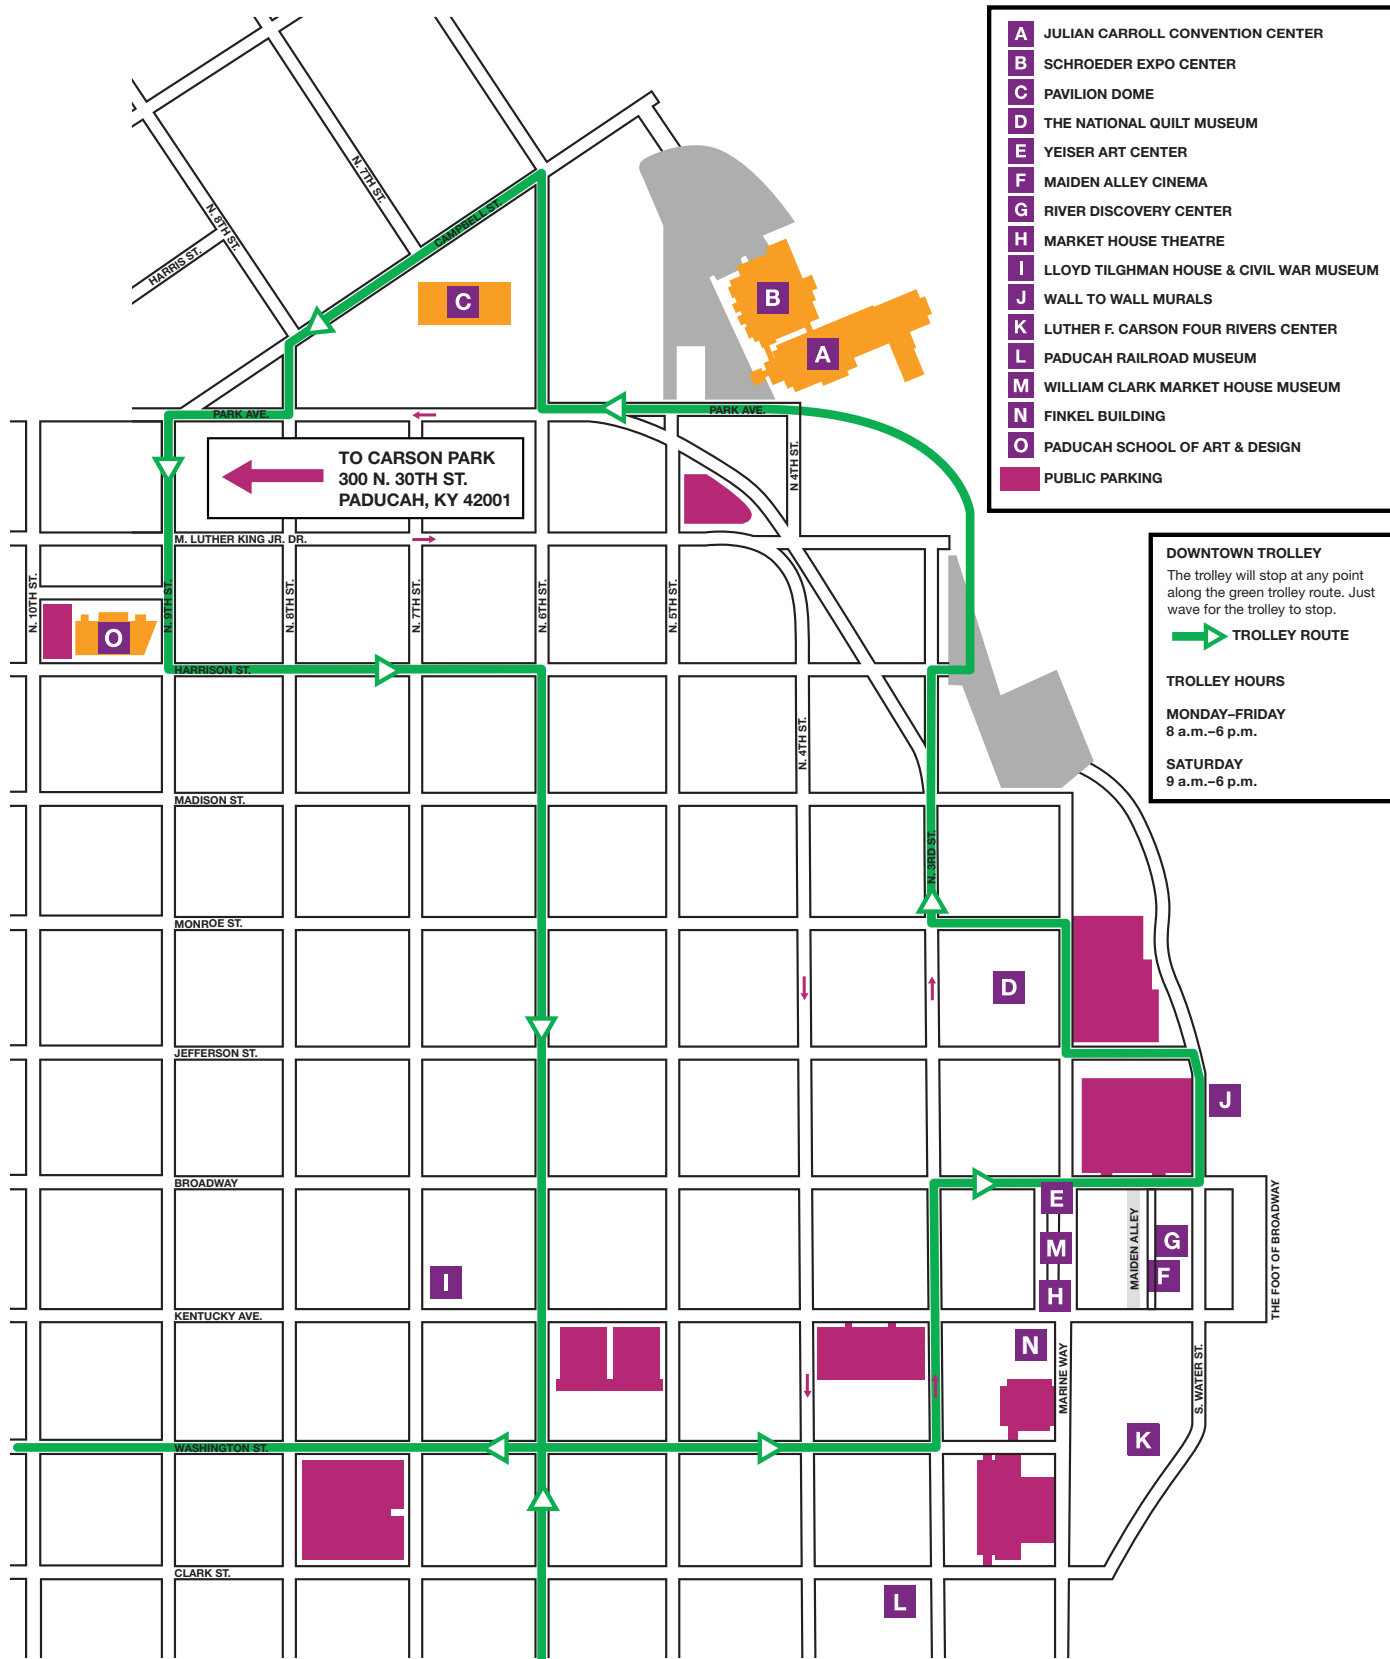 A JULIAN CARROLL CONVENTION CENTER
B SCHROEDER EXPO CENTER
C PAVILION DOME
D THE NATIONAL QUILT MUSEUM
E YEISER ART CENTER
F MAIDEN ALLEY CINEMA
G RIVER DISCOVERY CENTER
H MARKET HOUSE THEATRE
I LLOYD TILGHMAN HOUSE & CIVIL WAR MUSEUM
J WALL TO WALL MURALS
K LUTHER F. CARSON FOUR RIVERS CENTER
L PADUCAH RAILROAD MUSEUM
M WILLIAM CLARK MARKET HOUSE MUSEUM
N FINKEL BUILDING
O PADUCAH SCHOOL OF ART & DESIGN
PUBLIC PARKING
DOWNTOWN TROLLEY
The trolley will stop at any point
along the green trolley route. Just
wave for the trolley to stop.
TROLLEY ROUTE
TROLLEY HOURS
MONDAY–FRIDAY
8 a.m.–6 p.m.
SATURDAY
9 a.m.–6 p.m.
N. 7TH ST.
N. 8TH ST.
HARRIS ST.
CAMPBELL ST.
C
B
A
PARK AVE.
PARK AVE.
TO CARSON PARK
300 N. 30TH ST.
PADUCAH, KY 42001
N 4TH ST.
M. LUTHER KING JR. DR.
N. 10TH ST.
O
N. 9TH ST.
N. 8TH ST.
N. 7TH ST.
N. 6TH ST.
N. 5TH ST.
HARRISON ST.
N. 4TH ST.
MADISON ST.
N. 3RD ST.
MONROE ST.
D
JEFFERSON ST.
J
BROADWAY
E
M
H
MAIDEN ALLEY
G
F
THE FOOT OF BROADWAY
I
KENTUCKY AVE.
N
MARINE WAY
S. WATER ST.
K
WASHINGTON ST.
CLARK ST.
L